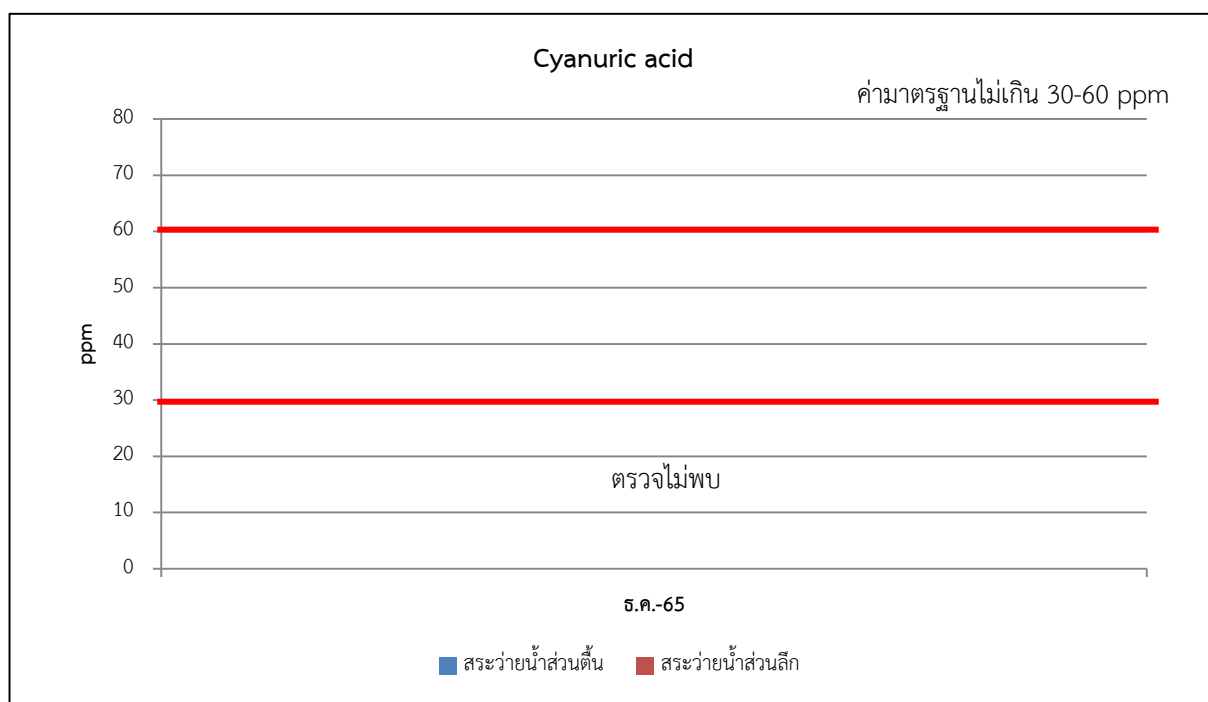 Cyanuric acid
ค่ามาตรฐานไม่เกิน 30-60 ppm
80
70
60
50
40
30
20
10
0
ppm
ตรวจไม่พบ
ธ.ค.-65
สระว่ายน้ำส่วนตื้น สระว่ายน้ำส่วนลึก